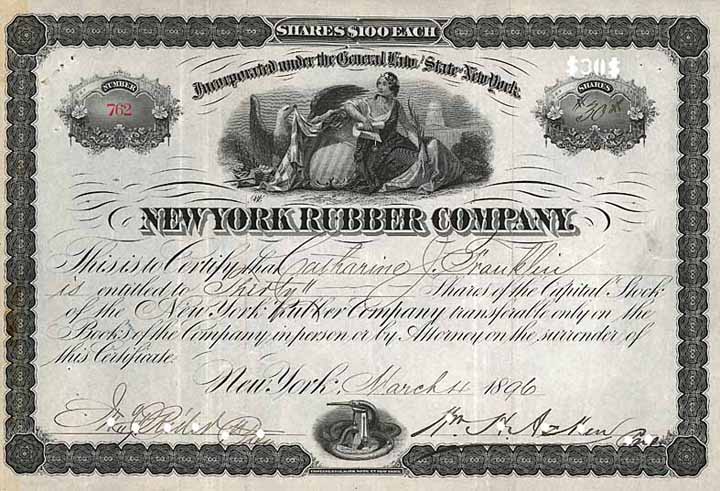 SHARES $100 EACH
Incorporated under the General Law State New York.
NUMBER
762
$30$
SHARES
30
NEW YORK RUBBER COMPANY.
This is to Certify that Catharine J. Franklin
is entitled to Thirty Shares of the Capital Stock
of the New York Rubber Company transferable only on the
Books of the Company in person or by Attorney on the surrender of
this Certificate.
New York, March 4 1896